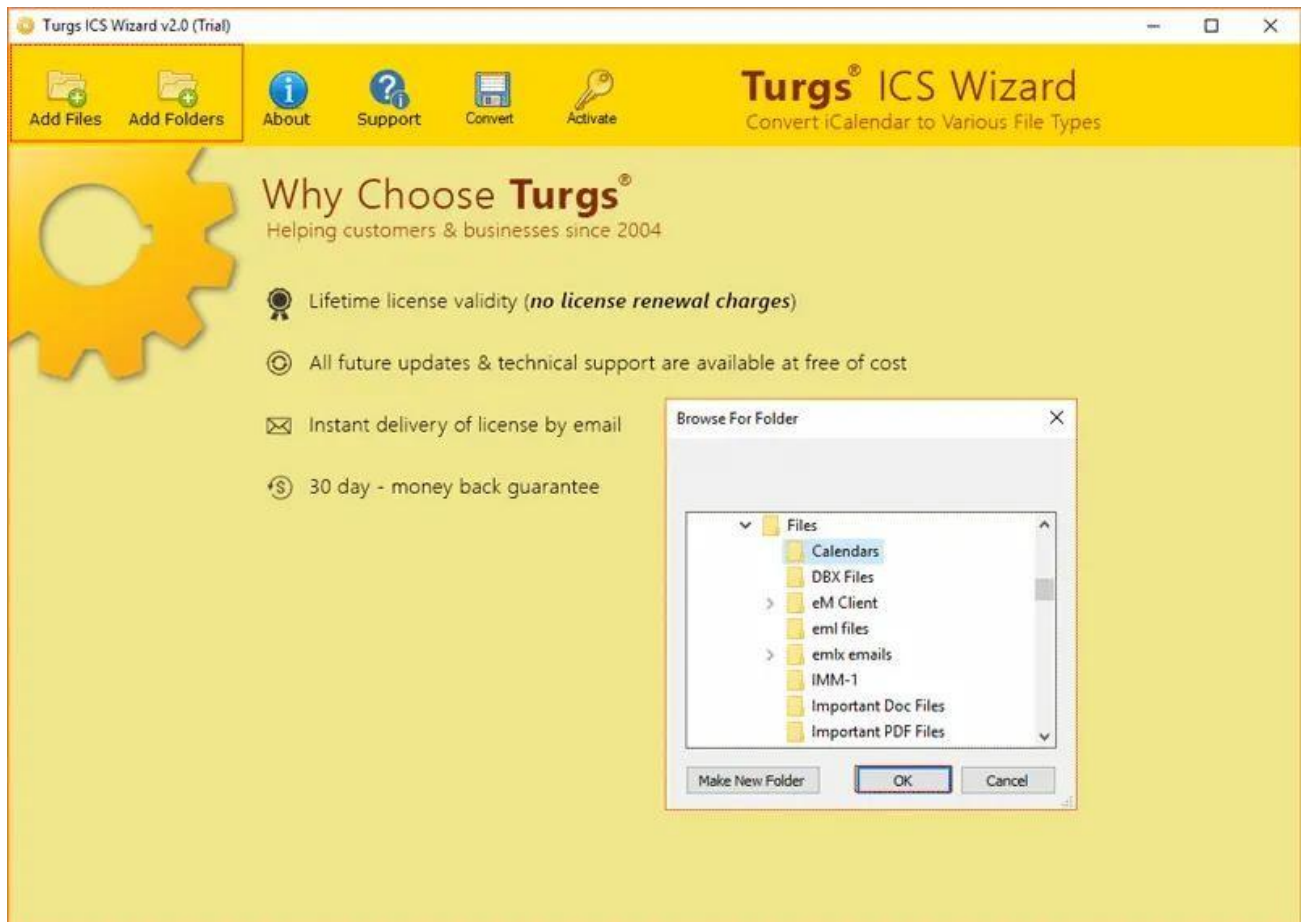 Turgs ICS Wizard v2.0 (Trial)
Add Files Add Folders About Support Convert Activate
Turgs® ICS Wizard
Convert iCalendar to Various File Types
Why Choose Turgs®
Helping customers & businesses since 2004
Lifetime license validity (no license renewal charges)
All future updates & technical support are available at free of cost
Instant delivery of license by email
30 day - money back guarantee
Browse For Folder
Files
Calendars
DBX Files
eM Client
eml files
emlx emails
IMM-1
Important Doc Files
Important PDF Files
Make New Folder OK Cancel